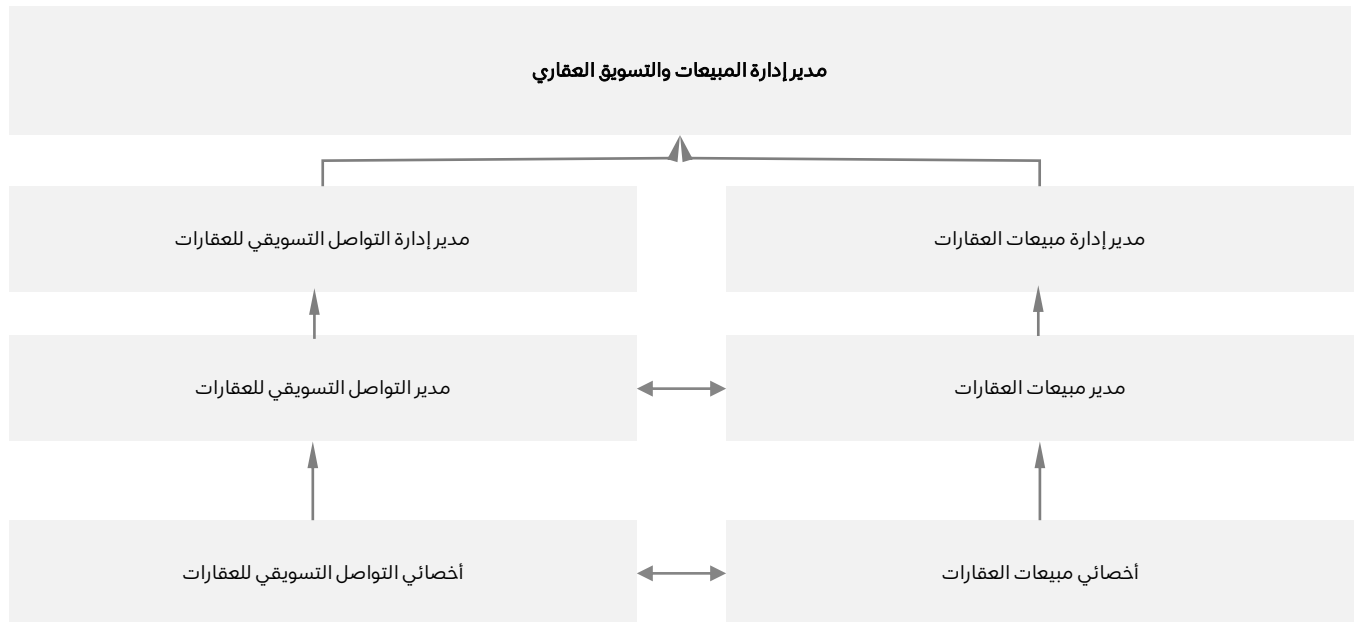 مدير إدارة المبيعات والتسويق العقاري
مدير إدارة مبيعات العقارات
مدير إدارة التواصل التسويقي للعقارات
مدير مبيعات العقارات
مدير التواصل التسويقي للعقارات
أخصائي مبيعات العقارات
أخصائي التواصل التسويقي للعقارات